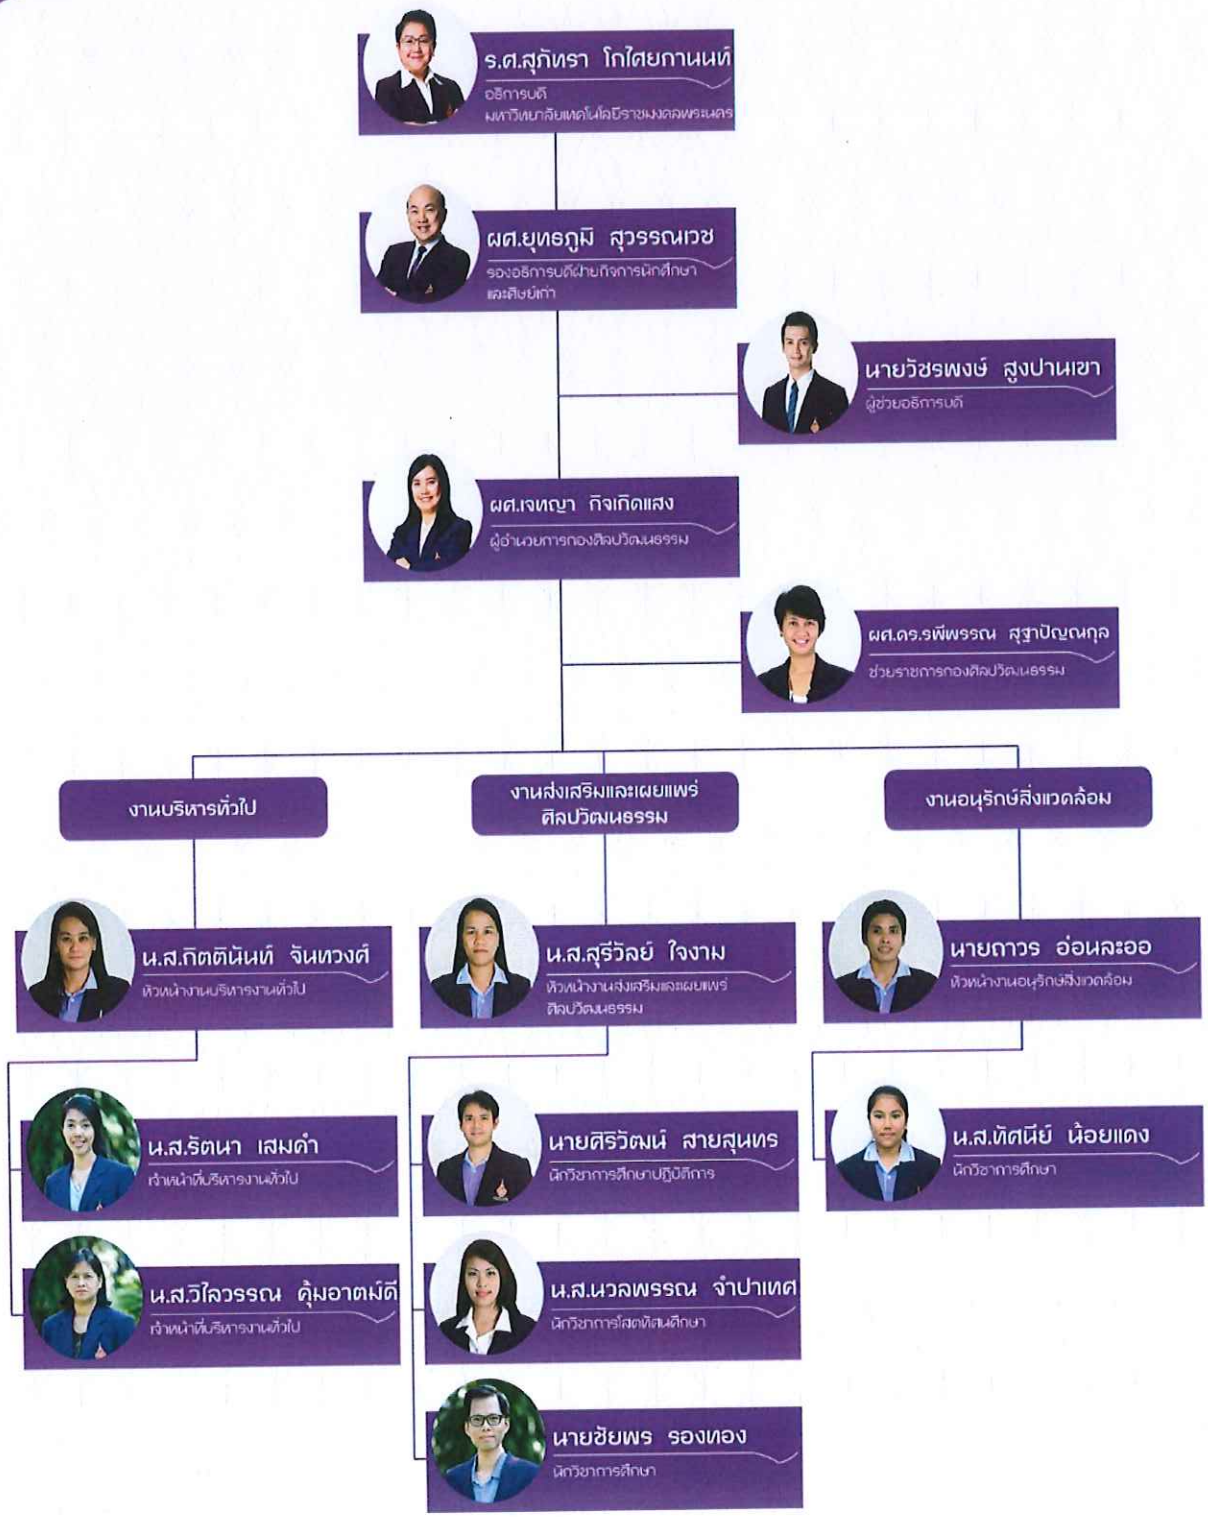 ร.ศ.สุภัทรา โกไศยกานนท์
อธิการบดี
มหาวิทยาลัยเทคโนโลยีราชมงคลพระนคร
ผศ.ยุทธภูมิ สุวรรณเวช
รองอธิการบดีฝ่ายกิจการนักศึกษา
และศิษย์เก่า
นายวัชรพงษ์ สูงปานเขา
ผู้ช่วยอธิการบดี
ผศ.เจทญา กิจเกิดแสง
ผู้อำนวยการกองศิลปวัฒนธรรม
ผศ.ดร.รพีพรรณ สุฐาปัญณกุล
ช่วยราชการกองศิลปวัฒนธรรม
งานบริหารทั่วไป
งานส่งเสริมและเผยแพร่
ศิลปวัฒนธรรม
งานอนุรักษ์สิ่งแวดล้อม
น.ส.กิตตินันท์ จันทวงศ์
หัวหน้างานบริหารงานทั่วไป
น.ส.สุรีวัลย์ ใจงาม
หัวหน้างานส่งเสริมและเผยแพร่
ศิลปวัฒนธรรม
นายถาวร อ่อนละออ
หัวหน้างานอนุรักษ์สิ่งแวดล้อม
น.ส.รัตนา เสมดำ
เจ้าหน้าที่บริหารงานทั่วไป
นายศิริวัฒน์ สายสุนทร
นักวิชาการศึกษาปฏิบัติการ
น.ส.ทัศนีย์ น้อยแดง
นักวิชาการศึกษา
น.ส.วิไลวรรณ คุ้มอาตม์ดี
เจ้าหน้าที่บริหารงานทั่วไป
น.ส.นวลพรรณ จำปาเทศ
นักวิชาการโสตทัศนศึกษา
นายชัยพร รองทอง
นักวิชาการศึกษา